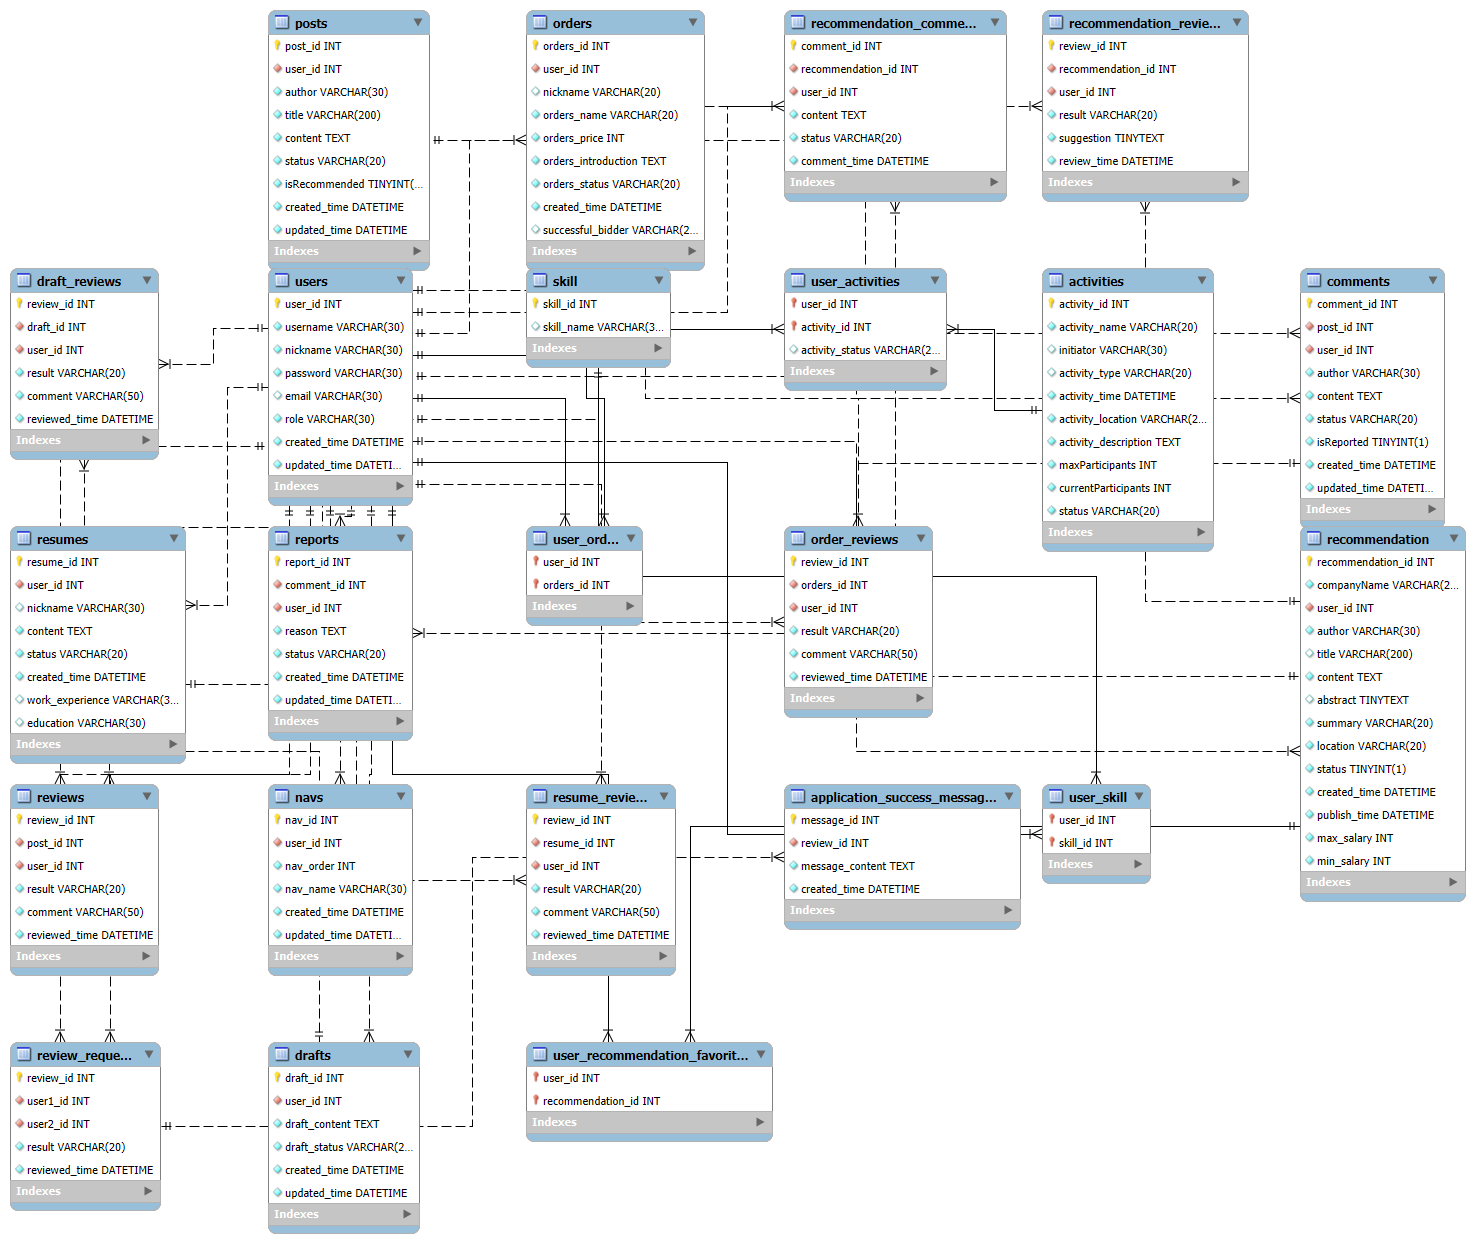 posts
post_id INT
user_id INT
author VARCHAR(30)
title VARCHAR(200)
content TEXT
status VARCHAR(20)
isRecommended TINYINT(...
created_time DATETIME
updated_time DATETIME
Indexes
orders
orders_id INT
user_id INT
nickname VARCHAR(20)
orders_name VARCHAR(20)
orders_price INT
orders_introduction TEXT
orders_status VARCHAR(20)
created_time DATETIME
successful_bidder VARCHAR(2...
Indexes
recommendation_comme...
comment_id INT
recommendation_id INT
user_id INT
content TEXT
status VARCHAR(20)
comment_time DATETIME
Indexes
recommendation_revie...
review_id INT
recommendation_id INT
user_id INT
result VARCHAR(20)
suggestion TINYTEXT
review_time DATETIME
Indexes
draft_reviews
review_id INT
draft_id INT
user_id INT
result VARCHAR(20)
comment VARCHAR(50)
reviewed_time DATETIME
Indexes
users
user_id INT
username VARCHAR(30)
nickname VARCHAR(30)
password VARCHAR(30)
email VARCHAR(30)
role VARCHAR(30)
created_time DATETIME
updated_time DATETI...
Indexes
skill
skill_id INT
skill_name VARCHAR(3...
Indexes
user_activities
user_id INT
activity_id INT
activity_status VARCHAR(2...
Indexes
activities
activity_id INT
activity_name VARCHAR(20)
initiator VARCHAR(30)
activity_type VARCHAR(20)
activity_time DATETIME
activity_location VARCHAR(2...
activity_description TEXT
maxParticipants INT
currentParticipants INT
status VARCHAR(20)
Indexes
comments
comment_id INT
post_id INT
user_id INT
author VARCHAR(30)
content TEXT
status VARCHAR(20)
isReported TINYINT(1)
created_time DATETIME
updated_time DATETI...
Indexes
resumes
resume_id INT
user_id INT
nickname VARCHAR(30)
content TEXT
status VARCHAR(20)
created_time DATETIME
work_experience VARCHAR(3...
education VARCHAR(30)
Indexes
reports
report_id INT
comment_id INT
user_id INT
reason TEXT
status VARCHAR(20)
created_time DATETIME
updated_time DATETI...
Indexes
user_ord...
user_id INT
orders_id INT
Indexes
order_reviews
review_id INT
orders_id INT
user_id INT
result VARCHAR(20)
comment VARCHAR(50)
reviewed_time DATETIME
Indexes
recommendation
recommendation_id INT
companyName VARCHAR(2...
user_id INT
author VARCHAR(30)
title VARCHAR(200)
content TEXT
abstract TINYTEXT
summary VARCHAR(20)
location VARCHAR(20)
status TINYINT(1)
created_time DATETIME
publish_time DATETIME
max_salary INT
min_salary INT
Indexes
reviews
review_id INT
post_id INT
user_id INT
result VARCHAR(20)
comment VARCHAR(50)
reviewed_time DATETIME
Indexes
navs
nav_id INT
user_id INT
nav_order INT
nav_name VARCHAR(30)
created_time DATETIME
updated_time DATETI...
Indexes
resume_revie...
review_id INT
resume_id INT
user_id INT
result VARCHAR(20)
comment VARCHAR(50)
reviewed_time DATETIME
Indexes
application_success_messag...
message_id INT
review_id INT
message_content TEXT
created_time DATETIME
Indexes
user_skill
user_id INT
skill_id INT
Indexes
review_reque...
review_id INT
user1_id INT
user2_id INT
result VARCHAR(20)
reviewed_time DATETIME
Indexes
drafts
draft_id INT
user_id INT
draft_content TEXT
draft_status VARCHAR(2...
created_time DATETIME
updated_time DATETIME
Indexes
user_recommendation_favorit...
user_id INT
recommendation_id INT
Indexes